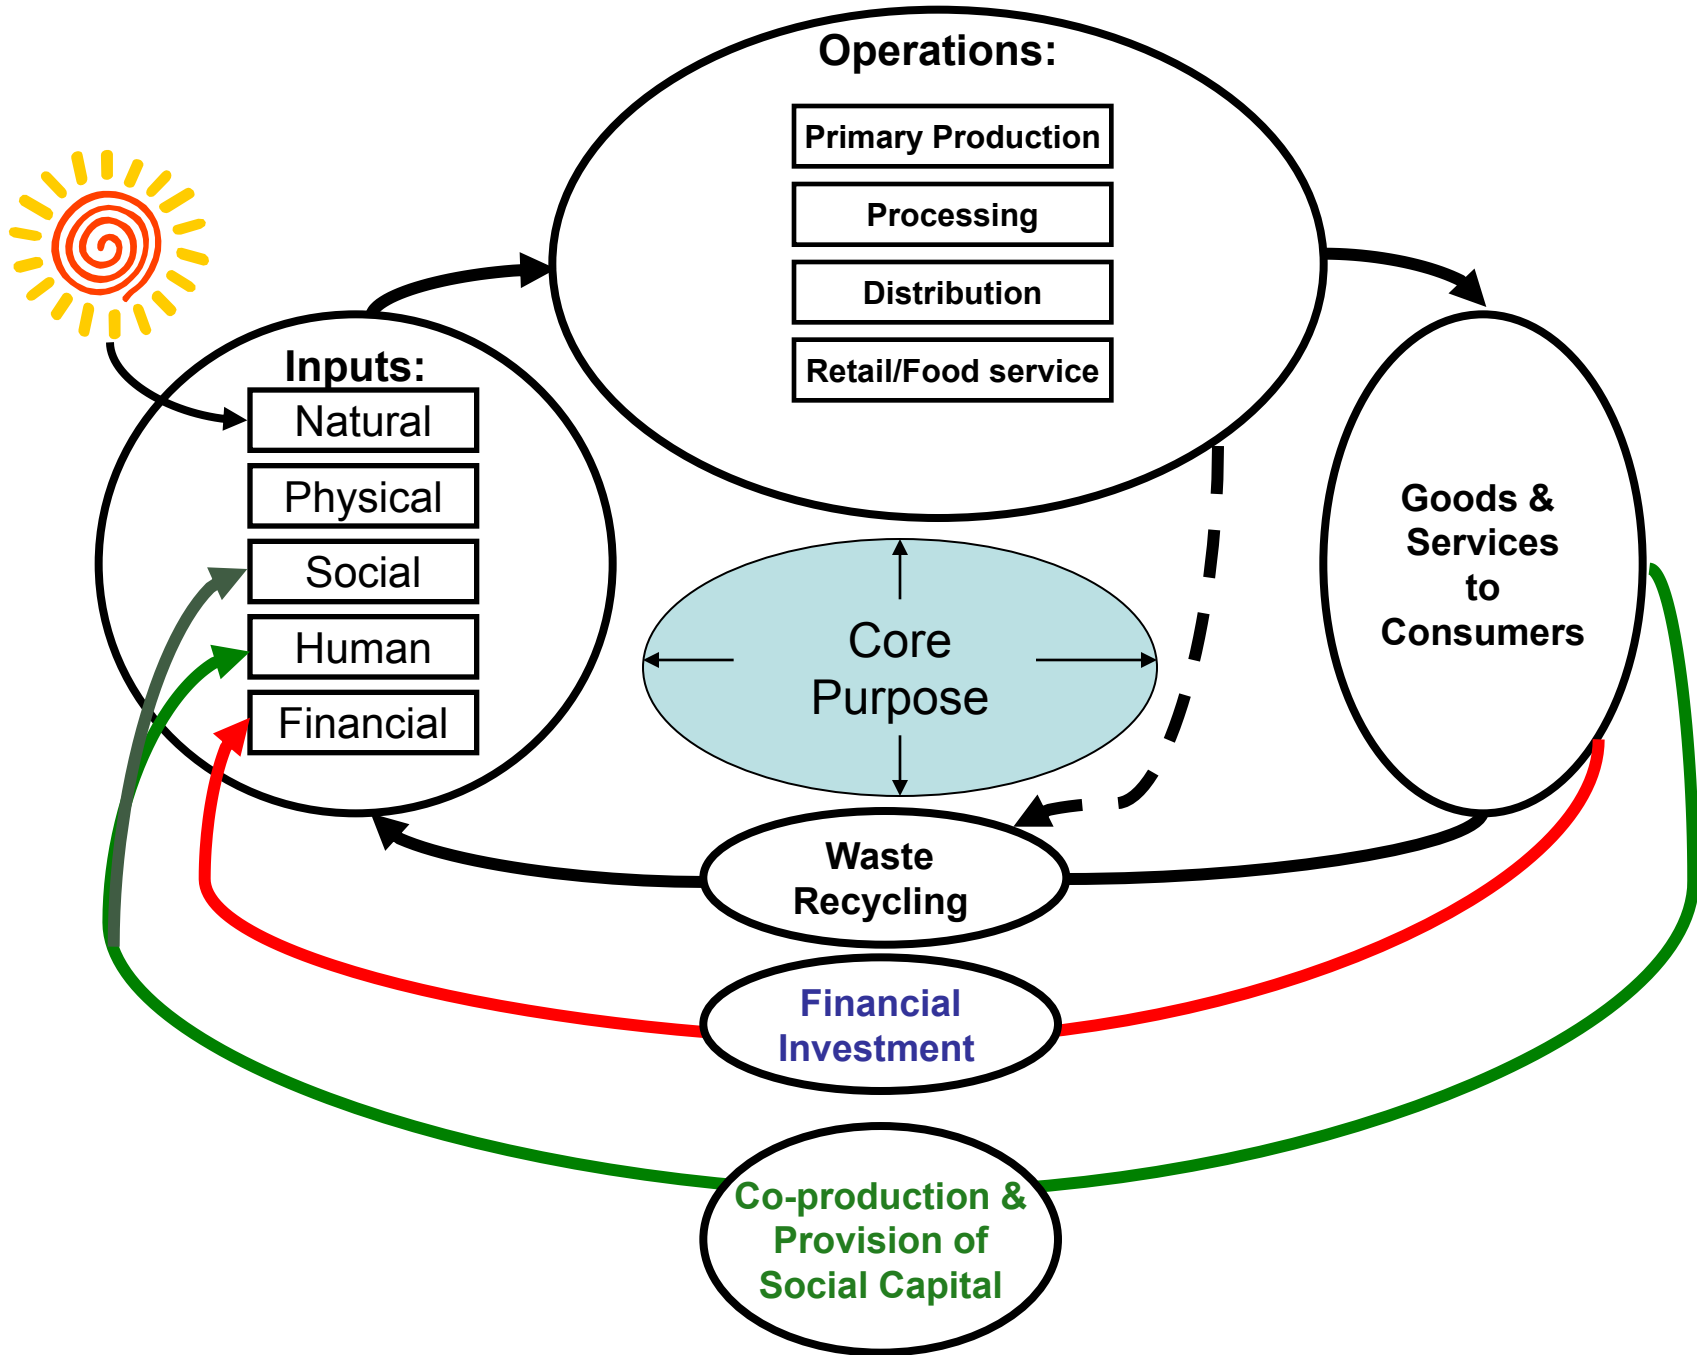 Operations:
Primary Production
Processing
Distribution
Retail/Food service
Inputs:
Natural
Physical
Social
Human
Financial
Goods &
Services
to
Consumers
Core
Purpose
Waste
Recycling
Financial
Investment
Co-production &
Provision of
Social Capital